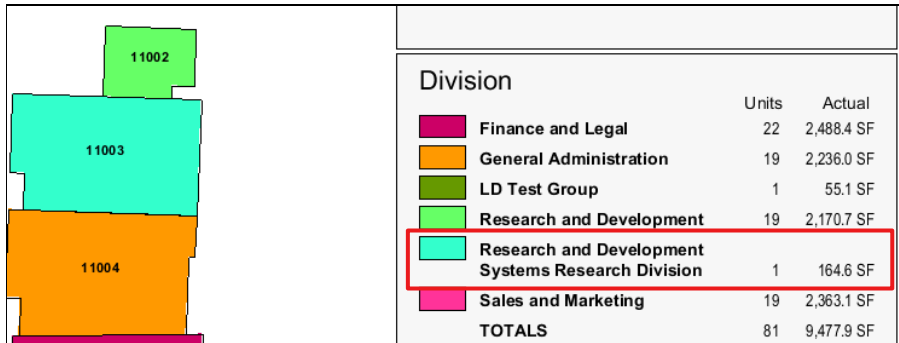 11002
11003
11004
Division
Units Actual
Finance and Legal 22 2,488.4 SF
General Administration 19 2,236.0 SF
LD Test Group 1 55.1 SF
Research and Development 19 2,170.7 SF
Research and Development
Systems Research Division 1 164.6 SF
Sales and Marketing 19 2,363.1 SF
TOTALS 81 9,477.9 SF